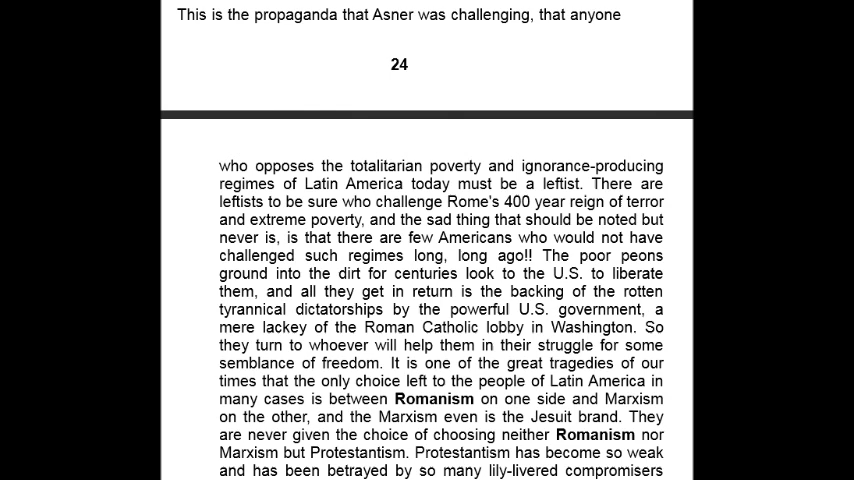 This is the propaganda that Asner was challenging, that anyone
24
who opposes the totalitarian poverty and ignorance-producing
regimes of Latin America today must be a leftist. There are
leftists to be sure who challenge Rome's 400 year reign of terror
and extreme poverty, and the sad thing that should be noted but
never is, is that there are few Americans who would not have
challenged such regimes long, long ago!! The poor peons
ground into the dirt for centuries look to the U.S. to liberate
them, and all they get in return is the backing of the rotten
tyrannical dictatorships by the powerful U.S. government, a
mere lackey of the Roman Catholic lobby in Washington. So
they turn to whoever will help them in their struggle for some
semblance of freedom. It is one of the great tragedies of our
times that the only choice left to the people of Latin America in
many cases is between Romanism on one side and Marxism
on the other, and the Marxism even is the Jesuit brand. They
are never given the choice of choosing neither Romanism nor
Marxism but Protestantism. Protestantism has become so weak
and has been betrayed by so many lily-livered compromisers